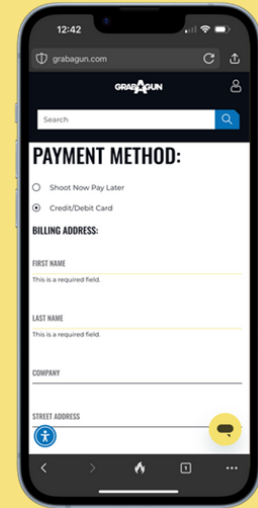 12:42
grabagun.com
GRABAGUN
Search
PAYMENT METHOD:
Shoot Now Pay Later
Credit/Debit Card
BILLING ADDRESS:
FIRST NAME
This is a required field.
LAST NAME
This is a required field.
COMPANY
STREET ADDRESS
1